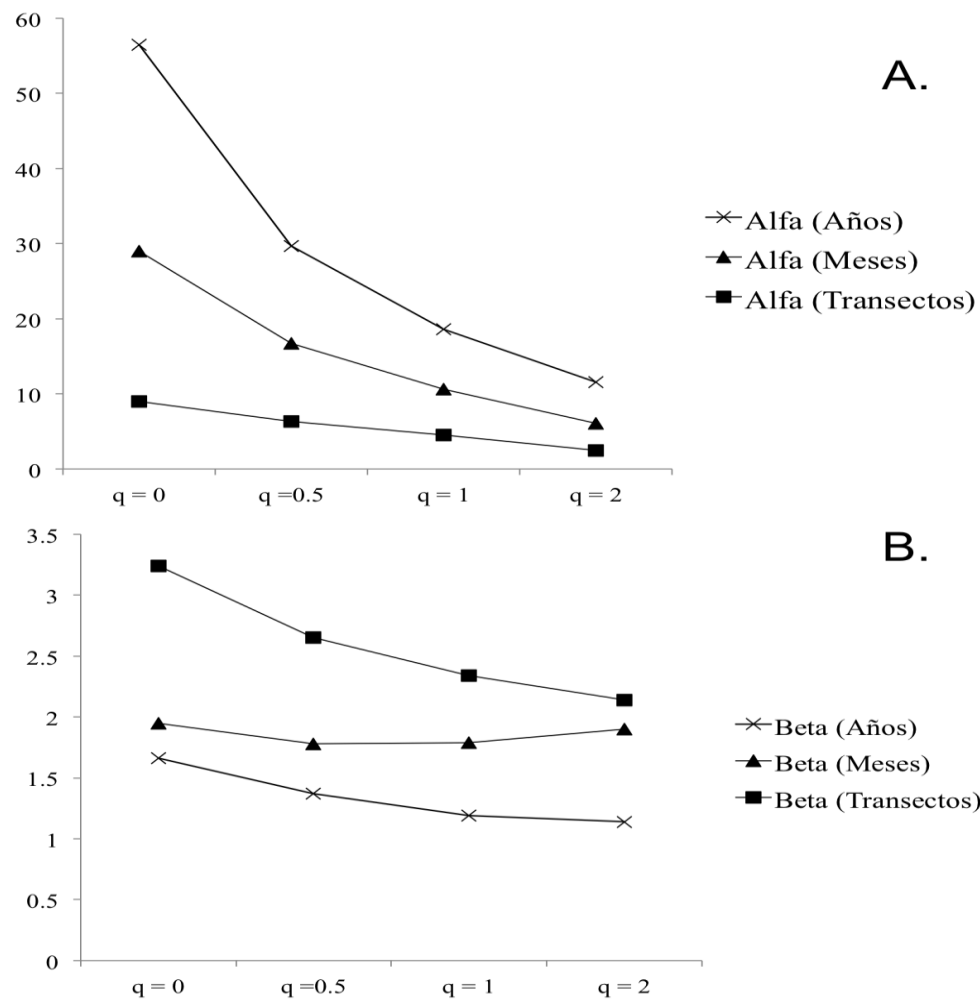 A.
60
50
40
30
20
10
0
q = 0 q =0.5 q = 1 q = 2
Alfa (Años)
Alfa (Meses)
Alfa (Transectos)
B.
3.5
3
2.5
2
1.5
1
0.5
0
q = 0 q =0.5 q = 1 q = 2
Beta (Años)
Beta (Meses)
Beta (Transectos)